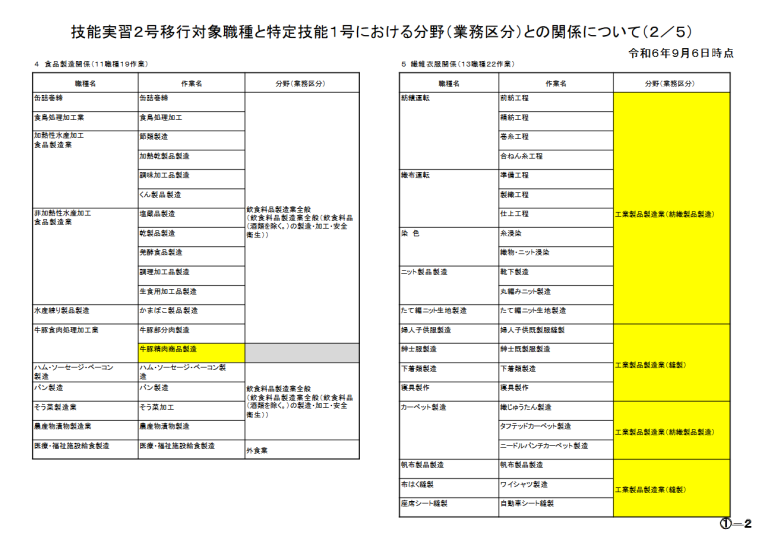 技能実習２号移行対象職種と特定技能１号における分野（業務区分）との関係について（２／５）
令和６年９月６日時点
４ 食品製造関係（１１職種１９作業）
職種名 作業名 分野（業務区分）
缶詰巻締 缶詰巻締
食鳥処理加工業 食鳥処理加工
加熱性水産加工
食品製造業
節類製造
加熱乾製品製造
調味加工品製造
くん製品製造
非加熱性水産加工
食品製造業
塩蔵品製造
乾製品製造
発酵食品製造
調理加工品製造
生食用加工品製造
水産練り製品製造 かまぼこ製品製造
牛豚食肉処理加工業 牛豚部分肉製造
飲食料品製造業全般
（飲食料品製造業全般（飲食料品
（酒類を除く。）の製造・加工・安全
衛生））
牛豚精肉商品製造
ハム・ソーセージ・ベーコン
製造
ハム・ソーセージ・ベーコン製
造
パン製造 パン製造
そう菜製造業 そう菜加工
農産物漬物製造業 農産物漬物製造
飲食料品製造業全般
（飲食料品製造業全般（飲食料品
（酒類を除く。）の製造・加工・安全
衛生））
医療・福祉施設給食製造 医療・福祉施設給食製造 外食業
５ 繊維衣服関係（１３職種２２作業）
職種名 作業名 分野（業務区分）
紡績運転 前紡工程
精紡工程
巻糸工程
合ねん糸工程
織布運転 準備工程
製織工程
仕上工程
染 色 糸浸染
織物・ニット浸染
ニット製品製造 靴下製造
丸編みニット製造
たて編ニット生地製造 たて編ニット生地製造
工業製品製造業（紡織製品製造）
婦人子供服製造 婦人子供既製服縫製
紳士服製造 紳士既製服製造
下着類製造 下着類製造
寝具製作 寝具製作
工業製品製造業（縫製）
カーペット製造 織じゅうたん製造
タフテッドカーペット製造
ニードルパンチカーペット製造
工業製品製造業（紡織製品製造）
帆布製品製造 帆布製品製造
布はく縫製 ワイシャツ製造
座席シート縫製 自動車シート縫製
工業製品製造業（縫製）
①－２